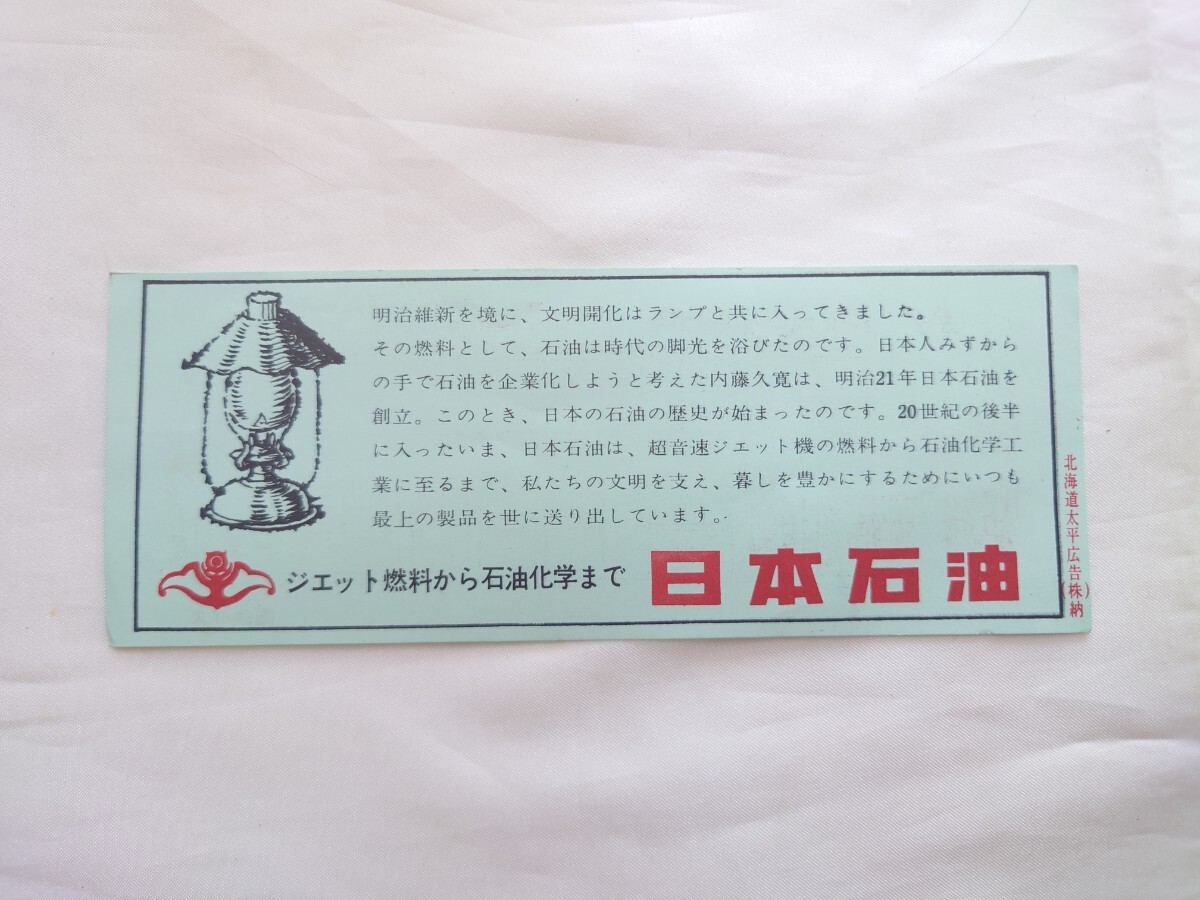 明治維新を境に、文明開化はランプと共に入ってきました。
その燃料として、石油は時代の脚光を浴びたのです。日本人みずから
の手で石油を企業化しようと考えた内藤久寛は、明治21年日本石油を
創立。このとき、日本の石油の歴史が始まったのです。20世紀の後半
に入ったいま、日本石油は、超音速ジエット機の燃料から石油化学工
業に至るまで、私たちの文明を支え、暮しを豊かにするためにいつも
最上の製品を世に送り出しています。
ジエット燃料から石油化学まで
日本石油
北海道太平広告(株)納